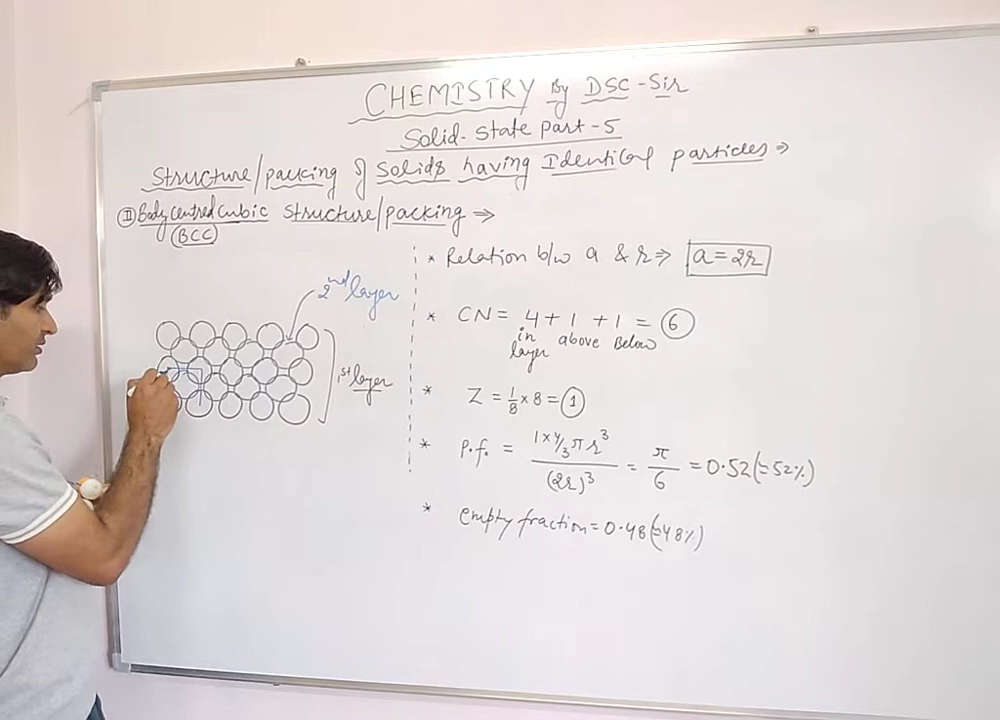 CHEMISTRY By DSC-Sir
Solid-State Part-5
Structure/packing of Solids having Identical particles ⇒
II Body centred cubic structure/packing ⇒
(BCC)
* Relation b/w a & r ⇒ a=2r
2nd layer
* CN = 4 + 1 + 1 = 6
in layer above Below
1st layer
* Z = 1/8 × 8 = 1
* P.f. = 1×4/3 πr³ / (2r)³ = π/6 = 0.52(=52%)
* empty fraction = 0.48(=48%)